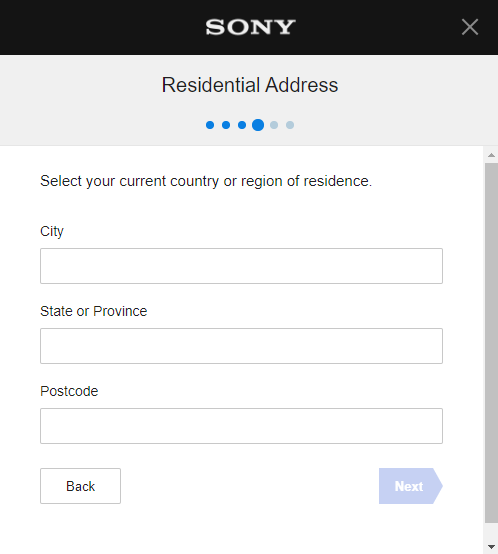 SONY
Residential Address
Select your current country or region of residence.
City
State or Province
Postcode
Back
Next